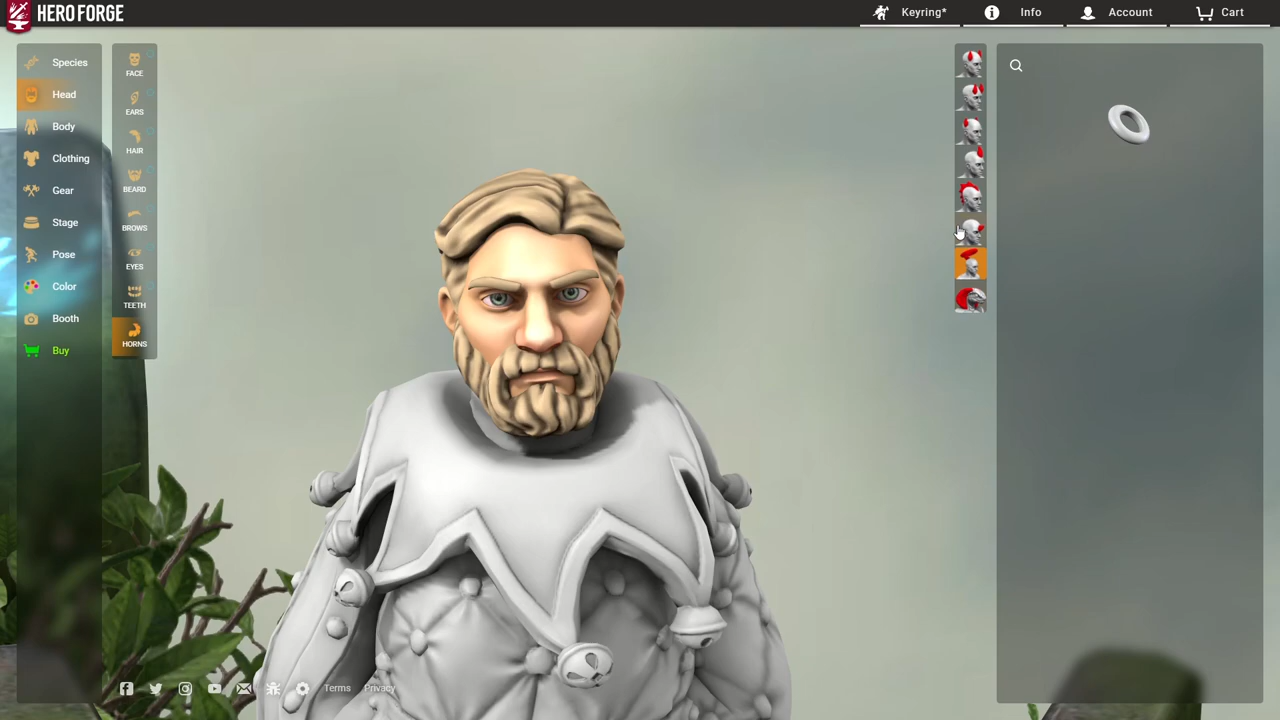 HERO FORGE
Keyring*
Info
Account
Cart
Species
Head
Body
Clothing
Gear
Stage
Pose
Color
Booth
Buy
FACE
EARS
HAIR
BEARD
BROWS
EYES
TEETH
HORNS
Terms
Privacy